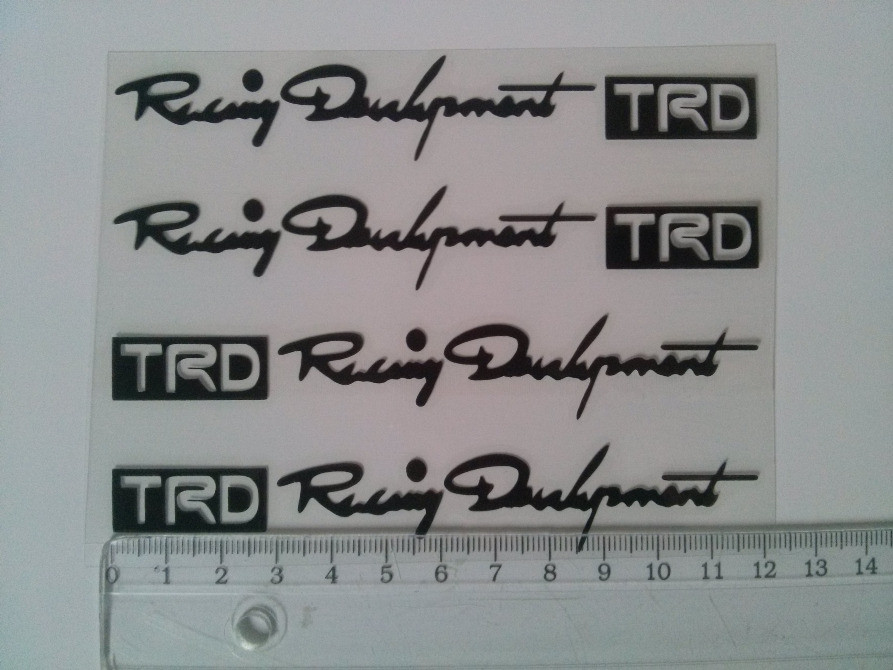 Racing Development TRD
Racing Development TRD
TRD Racing Development
TRD Racing Development
0 1 2 3 4 5 6 7 8 9 10 11 12 13 14